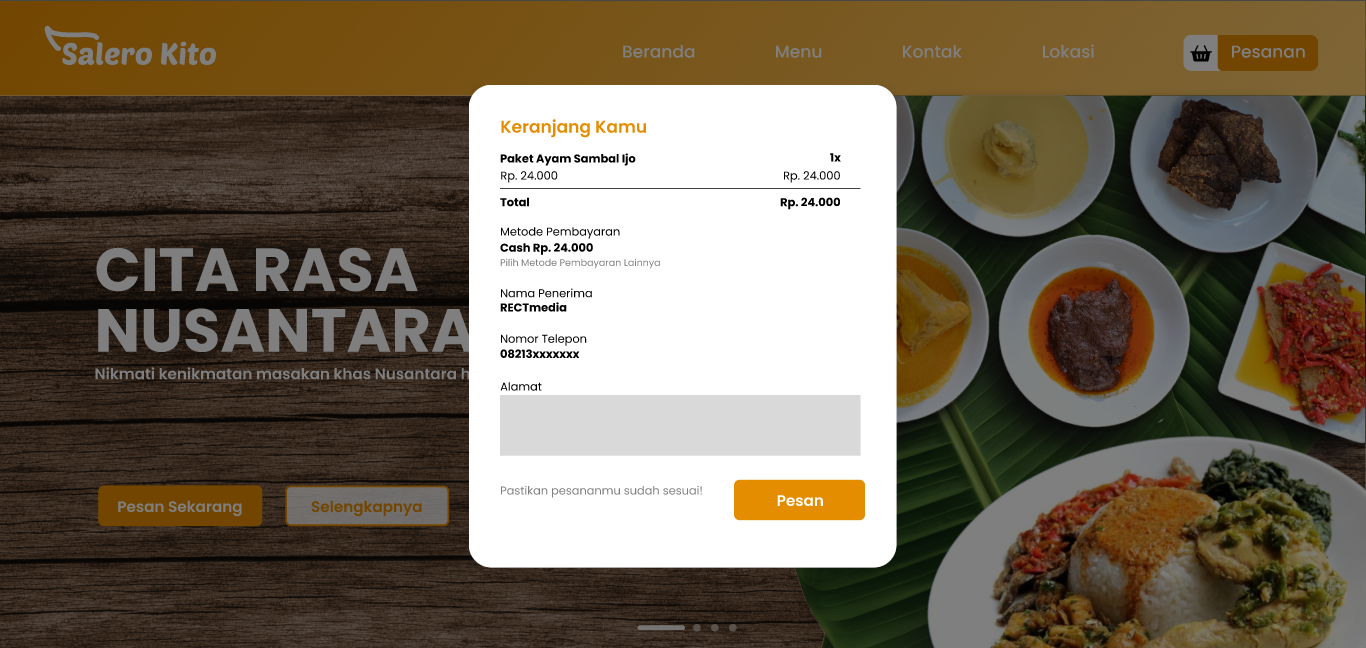 Salero Kito
Beranda Menu Kontak Lokasi Pesanan
Keranjang Kamu
Paket Ayam Sambal Ijo 1x
Rp. 24.000 Rp. 24.000
Total Rp. 24.000
Metode Pembayaran
Cash Rp. 24.000
Pilih Metode Pembayaran Lainnya
Nama Penerima
RECTmedia
Nomor Telepon
08213xxxxxxx
Alamat
Pastikan pesananmu sudah sesuai!
Pesan
CITA RASA
NUSANTARA
Nikmati kenikmatan masakan khas Nusantara h
Pesan Sekarang Selengkapnya